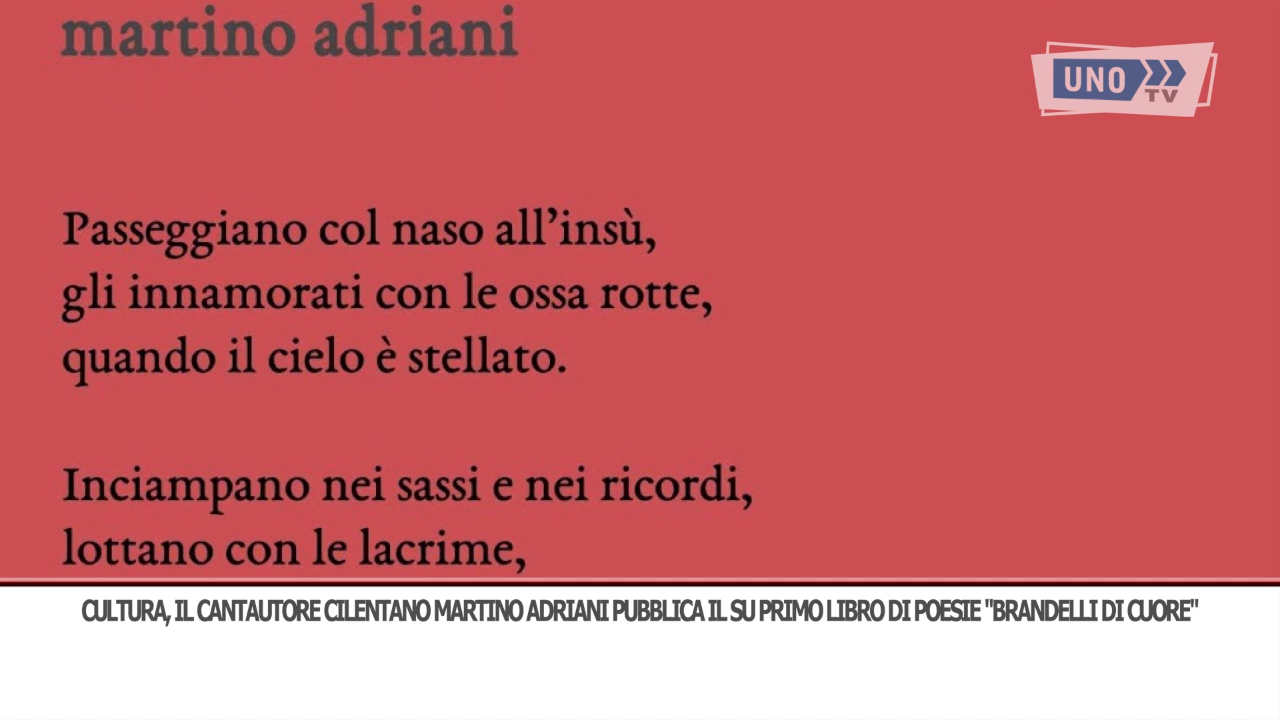 martino adriani
UNO
TV
Passeggiano col naso all’insù,
gli innamorati con le ossa rotte,
quando il cielo è stellato.
Inciampano nei sassi e nei ricordi,
lottano con le lacrime,
CULTURA, IL CANTAUTORE CILENTANO MARTINO ADRIANI PUBBLICA IL SU PRIMO LIBRO DI POESIE "BRANDELLI DI CUORE"